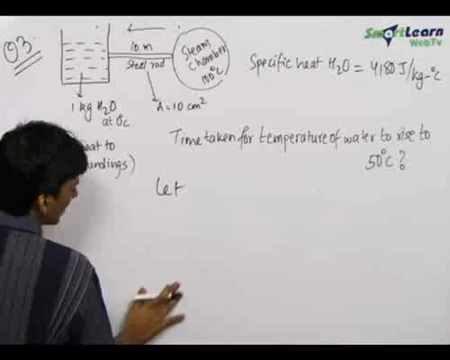 SmartLearn
WebTv
Q3.
10 m
Steel rod
Steam
Chamber
100°C
1 kg H2O
at 0°C
A=10 cm²
Specific heat H2O = 4180 J/kg-°C
Time taken for temperature of water to rise to
50°C?
eat to
undings)
Let